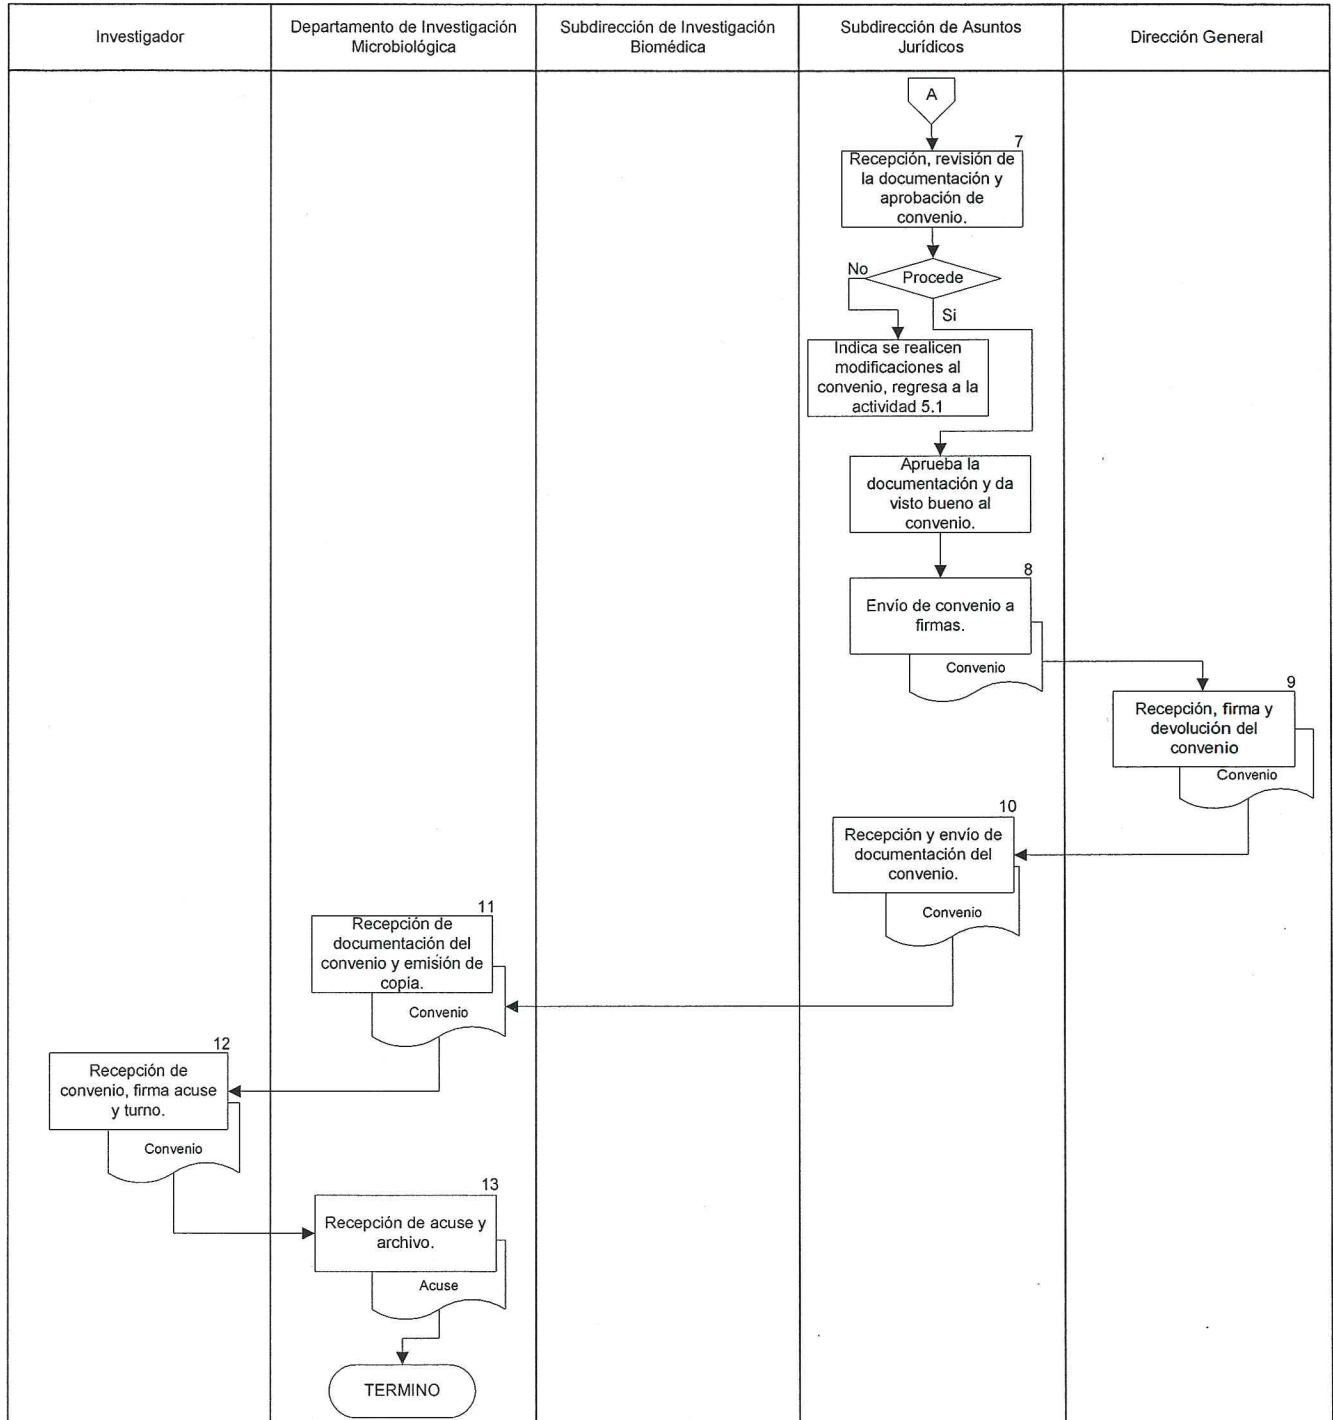 Investigador
Departamento de Investigación
Microbiológica
Subdirección de Investigación
Biomédica
Subdirección de Asuntos
Jurídicos
Dirección General
A
7
Recepción, revisión de
la documentación y
aprobación de
convenio.
No
Procede
Si
Indica se realicen
modificaciones al
convenio, regresa a la
actividad 5.1
Aprueba la
documentación y da
visto bueno al
convenio.
8
Envío de convenio a
firmas.
Convenio
9
Recepción, firma y
devolución del
convenio
Convenio
10
Recepción y envío de
documentación del
convenio.
Convenio
11
Recepción de
documentación del
convenio y emisión de
copia.
Convenio
12
Recepción de
convenio, firma acuse
y turno.
Convenio
13
Recepción de acuse y
archivo.
Acuse
TERMINO